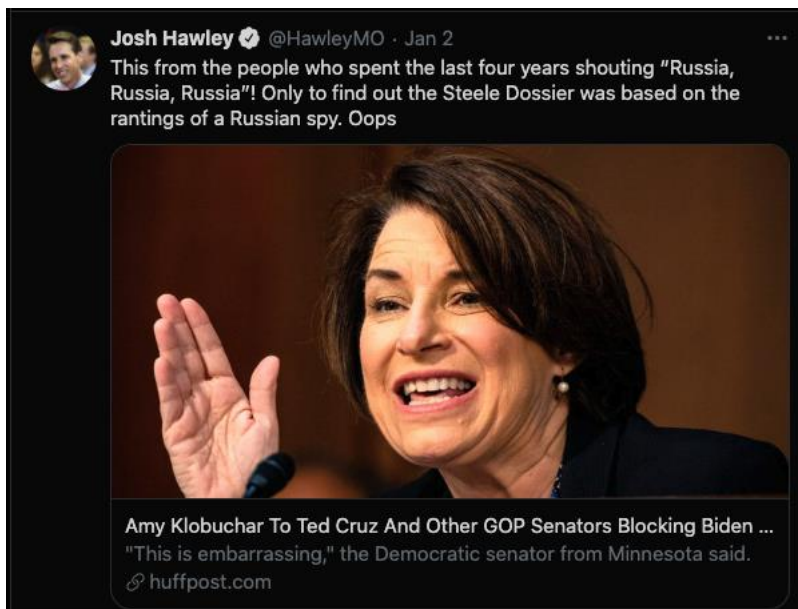 Josh Hawley @HawleyMO · Jan 2
This from the people who spent the last four years shouting "Russia,
Russia, Russia"! Only to find out the Steele Dossier was based on the
rantings of a Russian spy. Oops
Amy Klobuchar To Ted Cruz And Other GOP Senators Blocking Biden ...
"This is embarrassing," the Democratic senator from Minnesota said.
huffpost.com